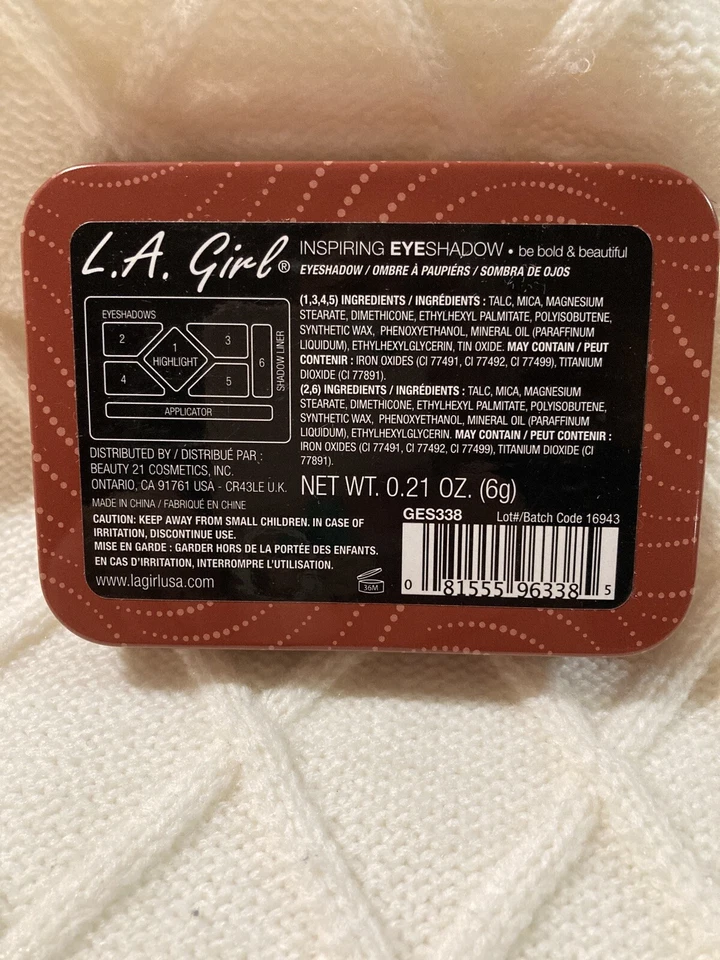 L.A. Girl®
INSPIRING EYESHADOW • be bold & beautiful
EYESHADOW / OMBRE À PAUPIÉRS / SOMBRA DE OJOS
EYESHADOWS
2
1
HIGHLIGHT
3
4
5
6
SHADOW LINER
APPLICATOR
(1,3,4,5) INGREDIENTS / INGRÉDIENTS : TALC, MICA, MAGNESIUM
STEARATE, DIMETHICONE, ETHYLHEXYL PALMITATE, POLYISOBUTENE,
SYNTHETIC WAX, PHENOXYETHANOL, MINERAL OIL (PARAFFINUM
LIQUIDUM), ETHYLHEXYLGLYCERIN, TIN OXIDE. MAY CONTAIN / PEUT
CONTENIR : IRON OXIDES (CI 77491, CI 77492, CI 77499), TITANIUM
DIOXIDE (CI 77891).
(2,6) INGREDIENTS / INGRÉDIENTS : TALC, MICA, MAGNESIUM
STEARATE, DIMETHICONE, ETHYLHEXYL PALMITATE, POLYISOBUTENE,
SYNTHETIC WAX, PHENOXYETHANOL, MINERAL OIL (PARAFFINUM
LIQUIDUM), ETHYLHEXYLGLYCERIN. MAY CONTAIN / PEUT CONTENIR :
IRON OXIDES (CI 77491, CI 77492, CI 77499), TITANIUM DIOXIDE (CI
77891).
DISTRIBUTED BY / DISTRIBUÉ PAR :
BEAUTY 21 COSMETICS, INC.
ONTARIO, CA 91761 USA - CR43LE U.K.
MADE IN CHINA / FABRIQUÉ EN CHINE
CAUTION: KEEP AWAY FROM SMALL CHILDREN. IN CASE OF
IRRITATION, DISCONTINUE USE.
MISE EN GARDE : GARDER HORS DE LA PORTÉE DES ENFANTS.
EN CAS D'IRRITATION, INTERROMPRE L'UTILISATION.
www.lagirlusa.com
36M
NET WT. 0.21 OZ. (6g)
GES338
Lot#/Batch Code 16943
0 81555 96338 5